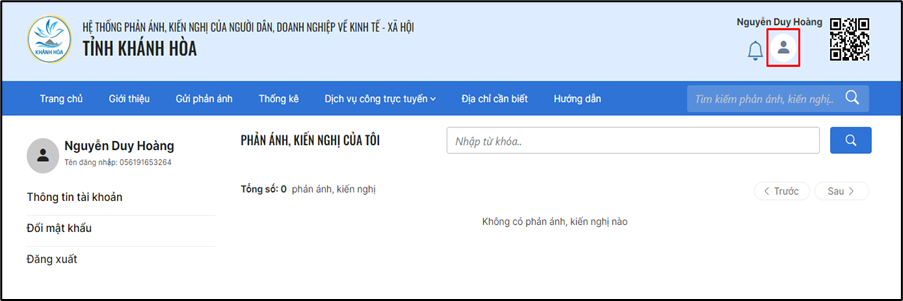 HỆ THỐNG PHẢN ÁNH, KIẾN NGHỊ CỦA NGƯỜI DÂN, DOANH NGHIỆP VỀ KINH TẾ - XÃ HỘI
TỈNH KHÁNH HÒA
KHÁNH HÒA
Nguyễn Duy Hoàng
Trang chủ Giới thiệu Gửi phản ánh Thống kê Dịch vụ công trực tuyến Địa chỉ cần biết Hướng dẫn Tìm kiếm phản ánh, kiến nghị..
Nguyễn Duy Hoàng
Tên đăng nhập: 056191653264
Thông tin tài khoản
Đổi mật khẩu
Đăng xuất
PHẢN ÁNH, KIẾN NGHỊ CỦA TÔI
Nhập từ khóa..
Tổng số: 0 phản ánh, kiến nghị
Trước Sau
Không có phản ánh, kiến nghị nào